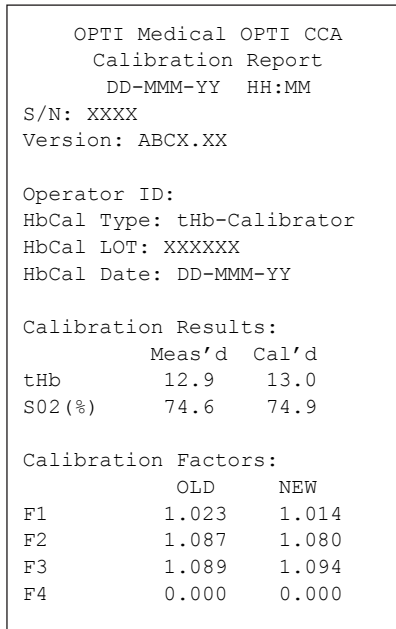 OPTI Medical OPTI CCA
Calibration Report
DD-MMM-YY HH:MM
S/N: XXXX
Version: ABCX.XX
Operator ID:
HbCal Type: tHb-Calibrator
HbCal LOT: XXXXXX
HbCal Date: DD-MMM-YY
Calibration Results:
Meas’d Cal’d
tHb 12.9 13.0
S02(%) 74.6 74.9
Calibration Factors:
OLD NEW
F1 1.023 1.014
F2 1.087 1.080
F3 1.089 1.094
F4 0.000 0.000